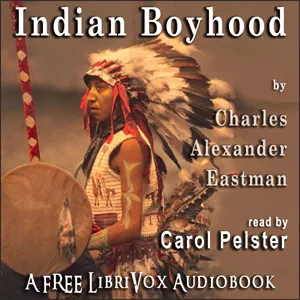 Indian Boyhood
by
Charles
Alexander
Eastman
read by
Carol Pelster
A FREE LIBRIVOX AUDIOBOOK